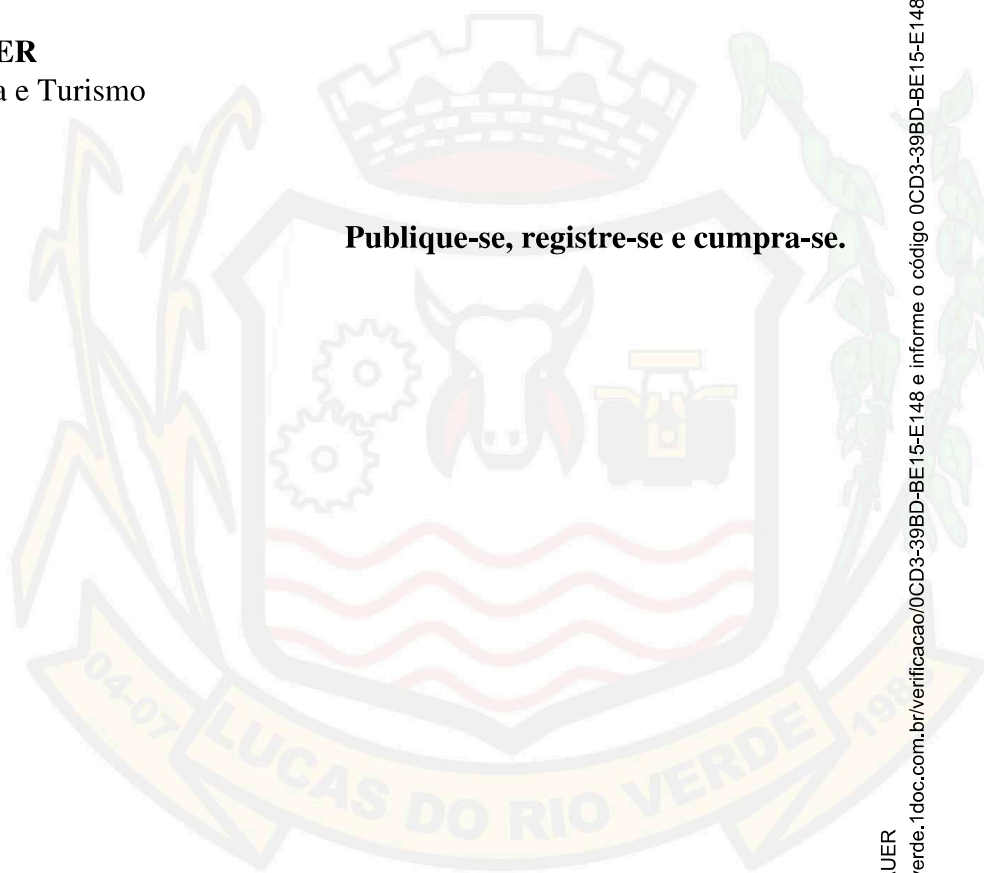 ER
a e Turismo
Publique-se, registre-se e cumpra-se.
04-07
LUCAS DO RIO VERDE
1988
UER
verde.1doc.com.br/verificacao/0CD3-39BD-BE15-E148 e informe o código 0CD3-39BD-BE15-E148